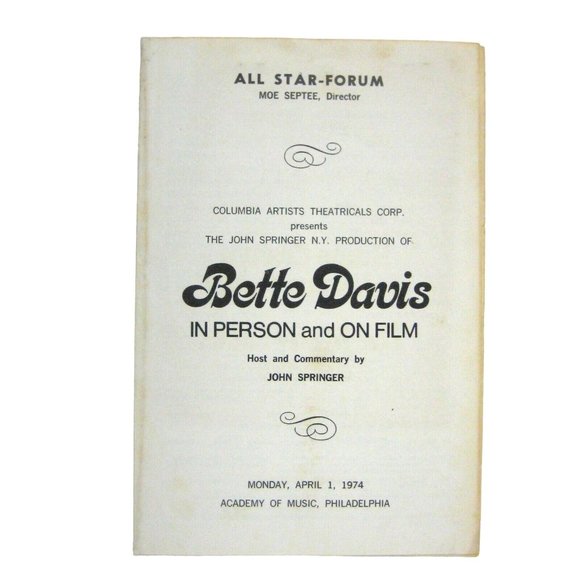 ALL STAR-FORUM
MOE SEPTEE, Director
COLUMBIA ARTISTS THEATRICALS CORP.
presents
THE JOHN SPRINGER N.Y. PRODUCTION OF
Bette Davis
IN PERSON and ON FILM
Host and Commentary by
JOHN SPRINGER
MONDAY, APRIL 1, 1974
ACADEMY OF MUSIC, PHILADELPHIA